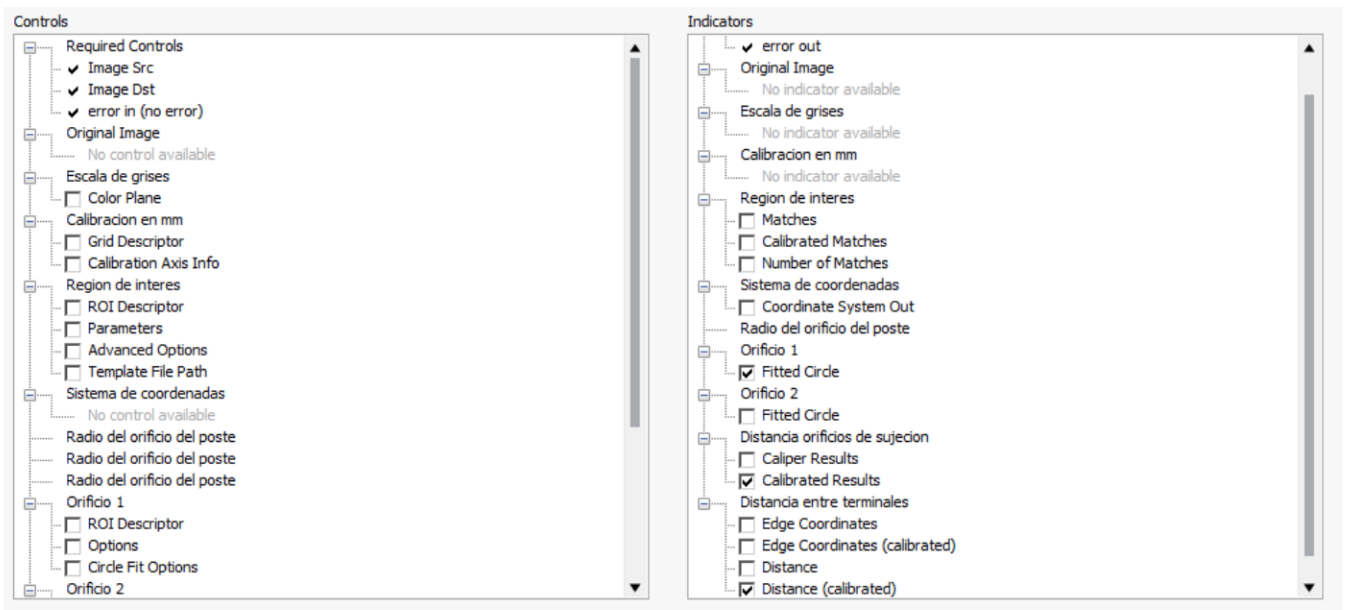 Controls
Required Controls
Image Src
Image Dst
error in (no error)
Original Image
No control available
Escala de grises
Color Plane
Calibracion en mm
Grid Descriptor
Calibration Axis Info
Region de interes
ROI Descriptor
Parameters
Advanced Options
Template File Path
Sistema de coordenadas
No control available
Radio del orificio del poste
Radio del orificio del poste
Radio del orificio del poste
Orificio 1
ROI Descriptor
Options
Circle Fit Options
Orificio 2
Indicators
error out
Original Image
No indicator available
Escala de grises
No indicator available
Calibracion en mm
No indicator available
Region de interes
Matches
Calibrated Matches
Number of Matches
Sistema de coordenadas
Coordinate System Out
Radio del orificio del poste
Orificio 1
Fitted Circle
Orificio 2
Fitted Circle
Distancia orificios de sujecion
Caliper Results
Calibrated Results
Distancia entre terminales
Edge Coordinates
Edge Coordinates (calibrated)
Distance
Distance (calibrated)